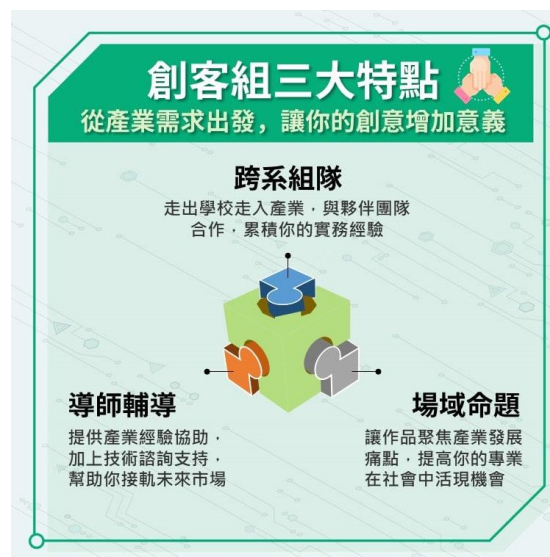 創客組三大特點
從產業需求出發，讓你的創意增加意義
跨系組隊
走出學校走入產業，與夥伴團隊
合作，累積你的實務經驗
導師輔導
提供產業經驗協助，
加上技術諮詢支持，
幫助你接軌未來市場
場域命題
讓作品聚焦產業發展
痛點，提高你的專業
在社會中活現機會